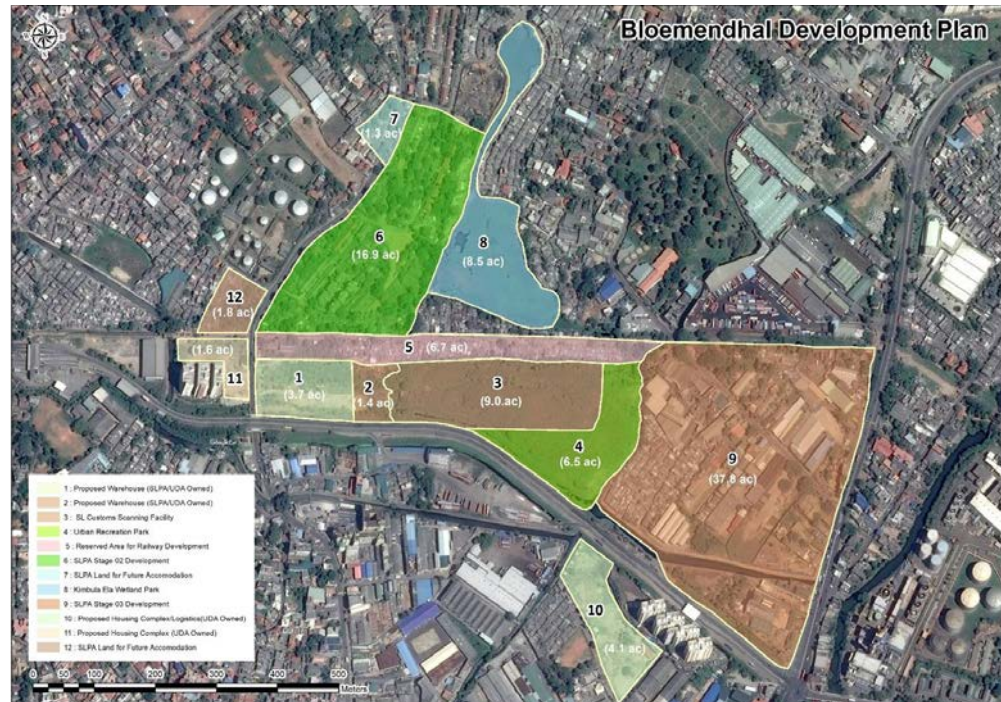 Bloemendhal Development Plan
7
(1.3 ac)
6
(16.9 ac)
8
(8.5 ac)
12
(1.8 ac)
(1.6 ac)
11
5
(6.7 ac)
1
(3.7 ac)
2
(1.4 ac)
3
(9.0 ac)
4
(6.5 ac)
9
(37.8 ac)
10
(4.1 ac)
1 : Proposed Warehouse (SLPA/UDA Owned)
2 : Proposed Warehouse (SLPA/UDA Owned)
3 : SL Customs Scanning Facility
4 : Urban Recreation Park
5 : Reserved Area for Railway Development
6 : SLPA Stage 02 Development
7 : SLPA Land for Future Accomodation
8 : Kimbula Ela Wetland Park
9 : SLPA Stage 03 Development
10 : Proposed Housing Complex/Logistics(UDA Owned)
11 : Proposed Housing Complex (UDA Owned)
12 : SLPA Land for Future Accomodation
0 50 100 200 300 400 500
Meters